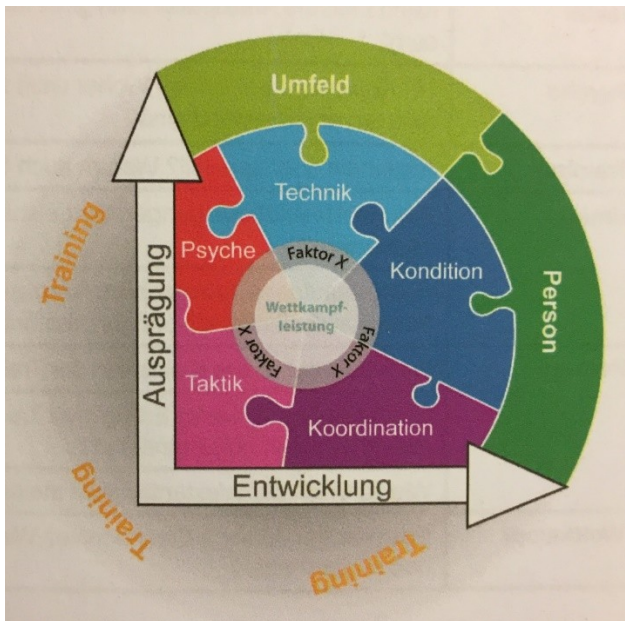 Umfeld
Technik
Psyche
Faktor X
Kondition
Person
Wettkampf-
leistung
Faktor X
Faktor X
Taktik
Koordination
Ausprägung
Entwicklung
Training
Training
Training